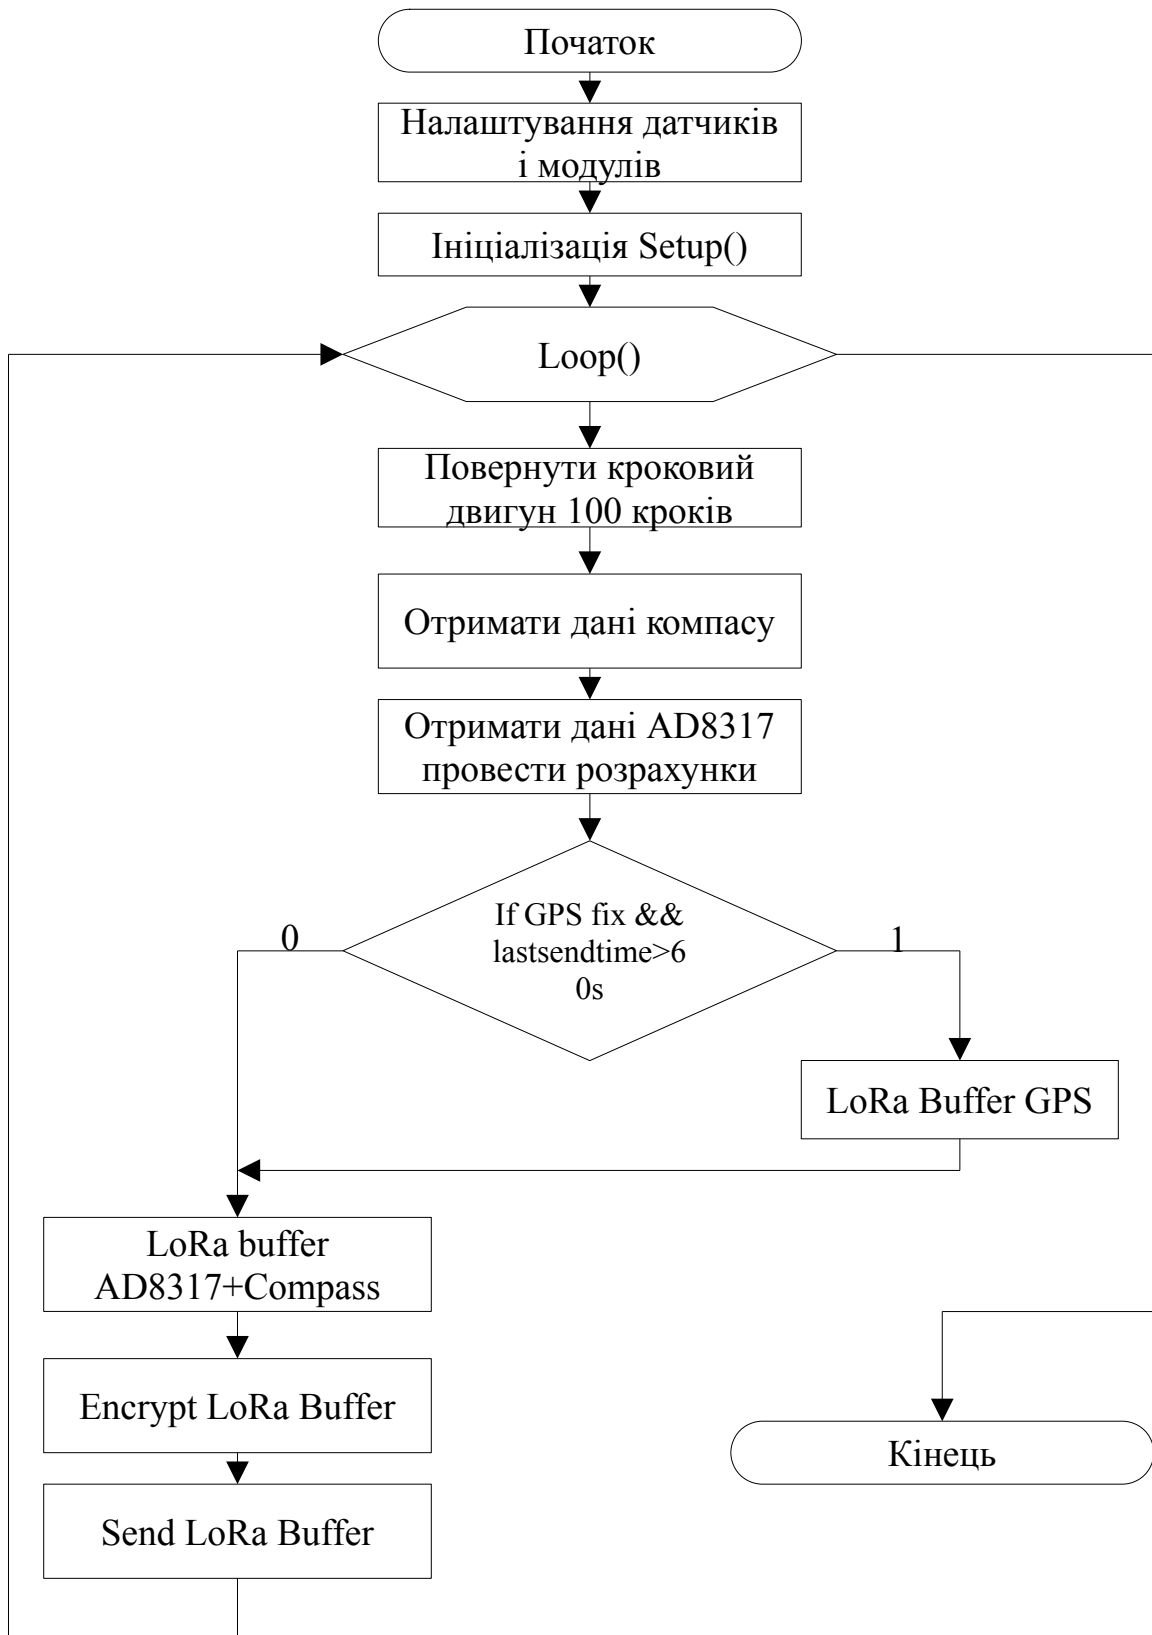 Початок
Налаштування датчиків
і модулів
Ініціалізація Setup()
Loop()
Повернути кроковий
двигун 100 кроків
Отримати дані компасу
Отримати дані AD8317
провести розрахунки
If GPS fix &&
lastsendtime>6
0s
0
1
LoRa Buffer GPS
LoRa buffer
AD8317+Compass
Encrypt LoRa Buffer
Кінець
Send LoRa Buffer